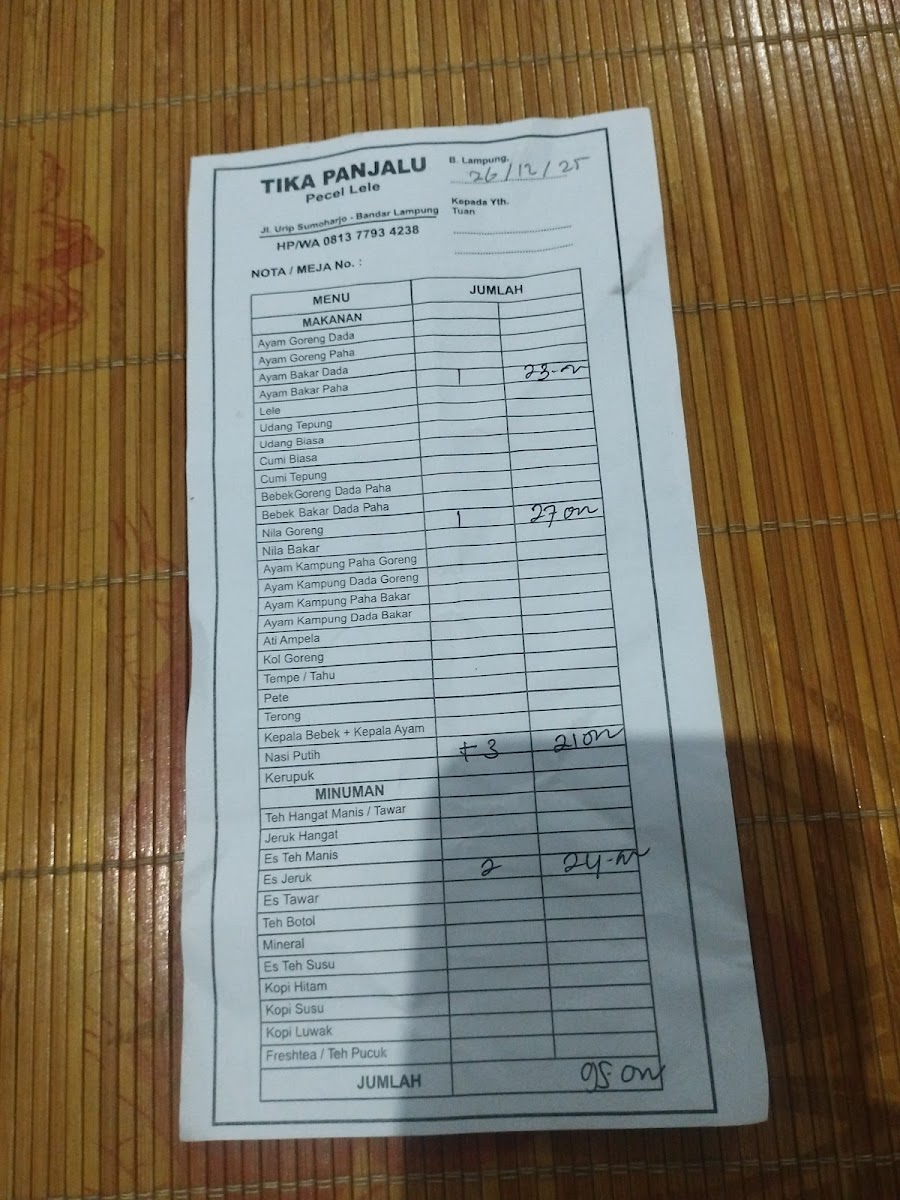 TIKA PANJALU
Pecel Lele
Jl. Urip Sumoharjo - Bandar Lampung
HP/WA 0813 7793 4238
B. Lampung, 26/12/25
Kepada Yth.
Tuan
NOTA / MEJA No. :
MENU JUMLAH
MAKANAN
Ayam Goreng Dada
Ayam Goreng Paha
Ayam Bakar Dada
Ayam Bakar Paha 1 23
Lele
Udang Tepung
Udang Biasa
Cumi Biasa
Cumi Tepung
BebekGoreng Dada Paha
Bebek Bakar Dada Paha
Nila Goreng 1 27
Nila Bakar
Ayam Kampung Paha Goreng
Ayam Kampung Dada Goreng
Ayam Kampung Paha Bakar
Ayam Kampung Dada Bakar
Ati Ampela
Kol Goreng
Tempe / Tahu
Pete
Terong
Kepala Bebek + Kepala Ayam
Nasi Putih 3 21
Kerupuk
MINUMAN
Teh Hangat Manis / Tawar
Jeruk Hangat
Es Teh Manis
Es Jeruk 2 24
Es Tawar
Teh Botol
Mineral
Es Teh Susu
Kopi Hitam
Kopi Susu
Kopi Luwak
Freshtea / Teh Pucuk
JUMLAH 95